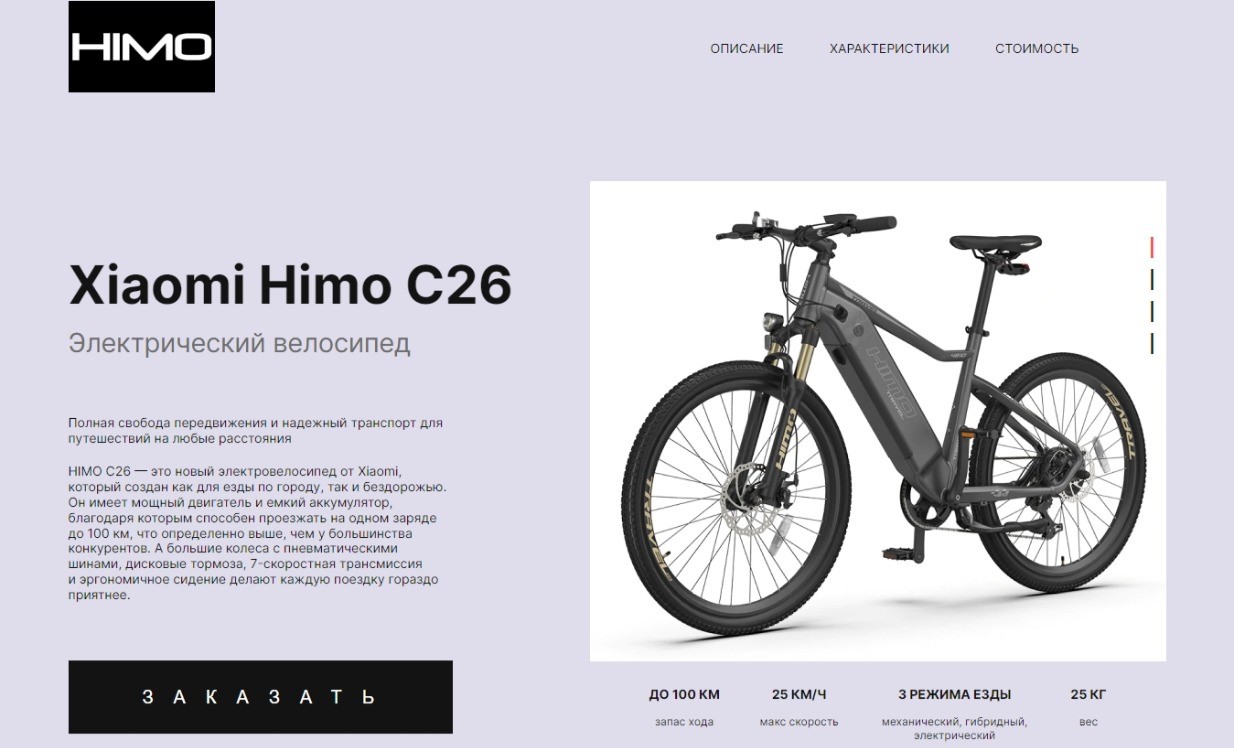 HIMO
ОПИСАНИЕ ХАРАКТЕРИСТИКИ СТОИМОСТЬ
Xiaomi Himo C26
Электрический велосипед
Полная свобода передвижения и надежный транспорт для
путешествий на любые расстояния
HIMO C26 — это новый электровелосипед от Xiaomi,
который создан как для езды по городу, так и бездорожью.
Он имеет мощный двигатель и емкий аккумулятор,
благодаря которым способен проезжать на одном заряде
до 100 км, что определенно выше, чем у большинства
конкурентов. А большие колеса с пневматическими
шинами, дисковые тормоза, 7-скоростная трансмиссия
и эргономичное сидение делают каждую поездку гораздо
приятнее.
ЗАКАЗАТЬ
HIMO
HIMO
TRAVEL
TRAVEL
ДО 100 КМ 25 КМ/Ч 3 РЕЖИМА ЕЗДЫ 25 КГ
запас хода макс скорость механический, гибридный, вес
электрический